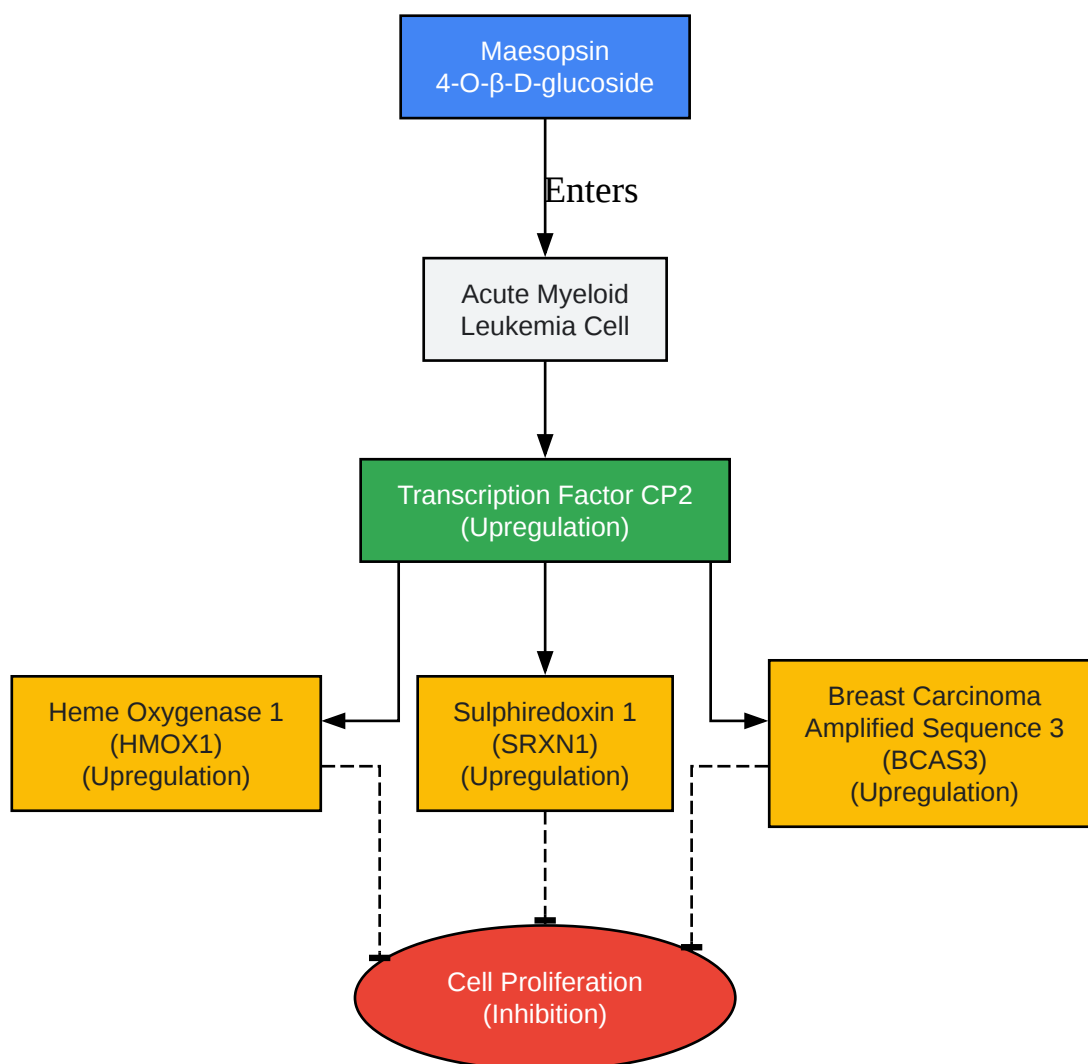 Maesopsin
4-O-β-D-glucoside
Enters
Acute Myeloid
Leukemia Cell
Transcription Factor CP2
(Upregulation)
Heme Oxygenase 1
(HMOX1)
(Upregulation)
Sulphiredoxin 1
(SRXN1)
(Upregulation)
Breast Carcinoma
Amplified Sequence 3
(BCAS3)
(Upregulation)
Cell Proliferation
(Inhibition)